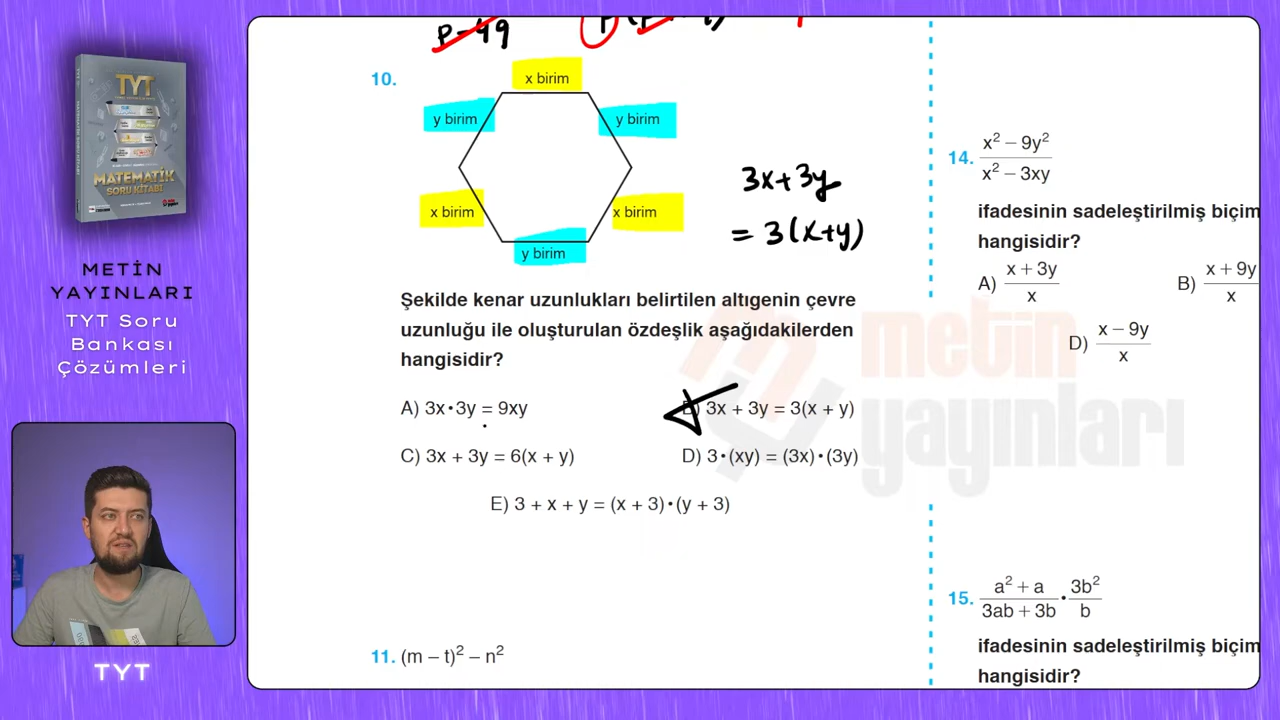 TYT
MATEMATİK
SORU KİTABI
METİN
YAYINLARI
TYT Soru
Bankası
Çözümleri
TYT
p - 49
10.
x birim
y birim
y birim
x birim
x birim
y birim
3x+3y
= 3(x+y)
Şekilde kenar uzunlukları belirtilen altıgenin çevre
uzunluğu ile oluşturulan özdeşlik aşağıdakilerden
hangisidir?
A) 3x•3y = 9xy
B) 3x + 3y = 3(x + y)
C) 3x + 3y = 6(x + y)
D) 3•(xy) = (3x)•(3y)
E) 3 + x + y = (x + 3)•(y + 3)
11. (m – t)² – n²
metin
yayınları
14. x² – 9y²
x² – 3xy
ifadesinin sadeleştirilmiş biçim
hangisidir?
A) x + 3y
x
B) x + 9y
x
D) x – 9y
x
15. a² + a • 3b²
3ab + 3b b
ifadesinin sadeleştirilmiş biçim
hangisidir?